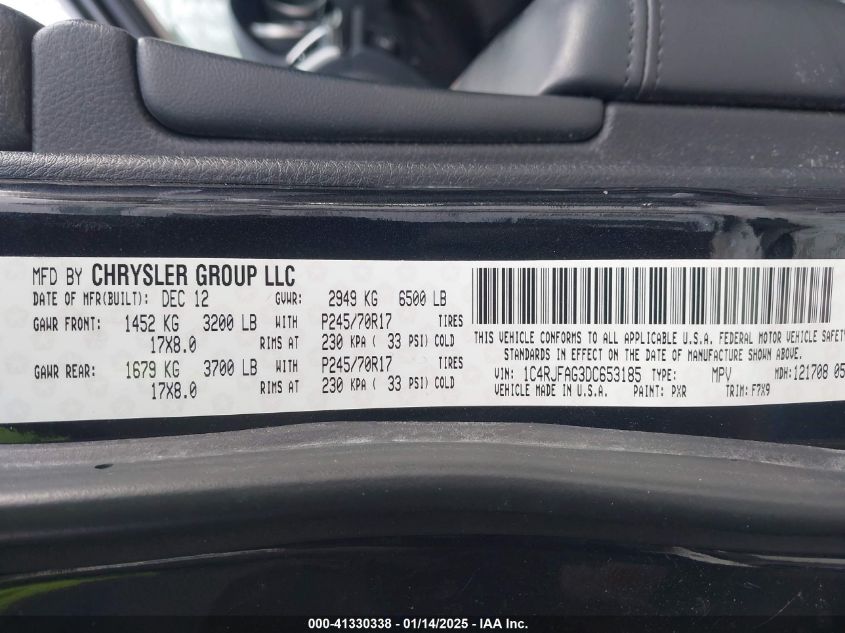 MFD BY CHRYSLER GROUP LLC
DATE OF MFR(BUILT): DEC 12 GVWR: 2949 KG 6500 LB
GAWR FRONT: 1452 KG 3200 LB WITH P245/70R17 TIRES
17X8.0 RIMS AT 230 KPA ( 33 PSI) COLD
GAWR REAR: 1679 KG 3700 LB WITH P245/70R17 TIRES
17X8.0 RIMS AT 230 KPA ( 33 PSI) COLD
THIS VEHICLE CONFORMS TO ALL APPLICABLE U.S.A. FEDERAL MOTOR VEHICLE SAFETY
STANDARDS IN EFFECT ON THE DATE OF MANUFACTURE SHOWN ABOVE.
VIN: 1C4RJFAG3DC653185 TYPE: MPV MDH: 121708 05
VEHICLE MADE IN U.S.A. PAINT: PXR TRIM: F7X9
000-41330338 - 01/14/2025 - IAA Inc.